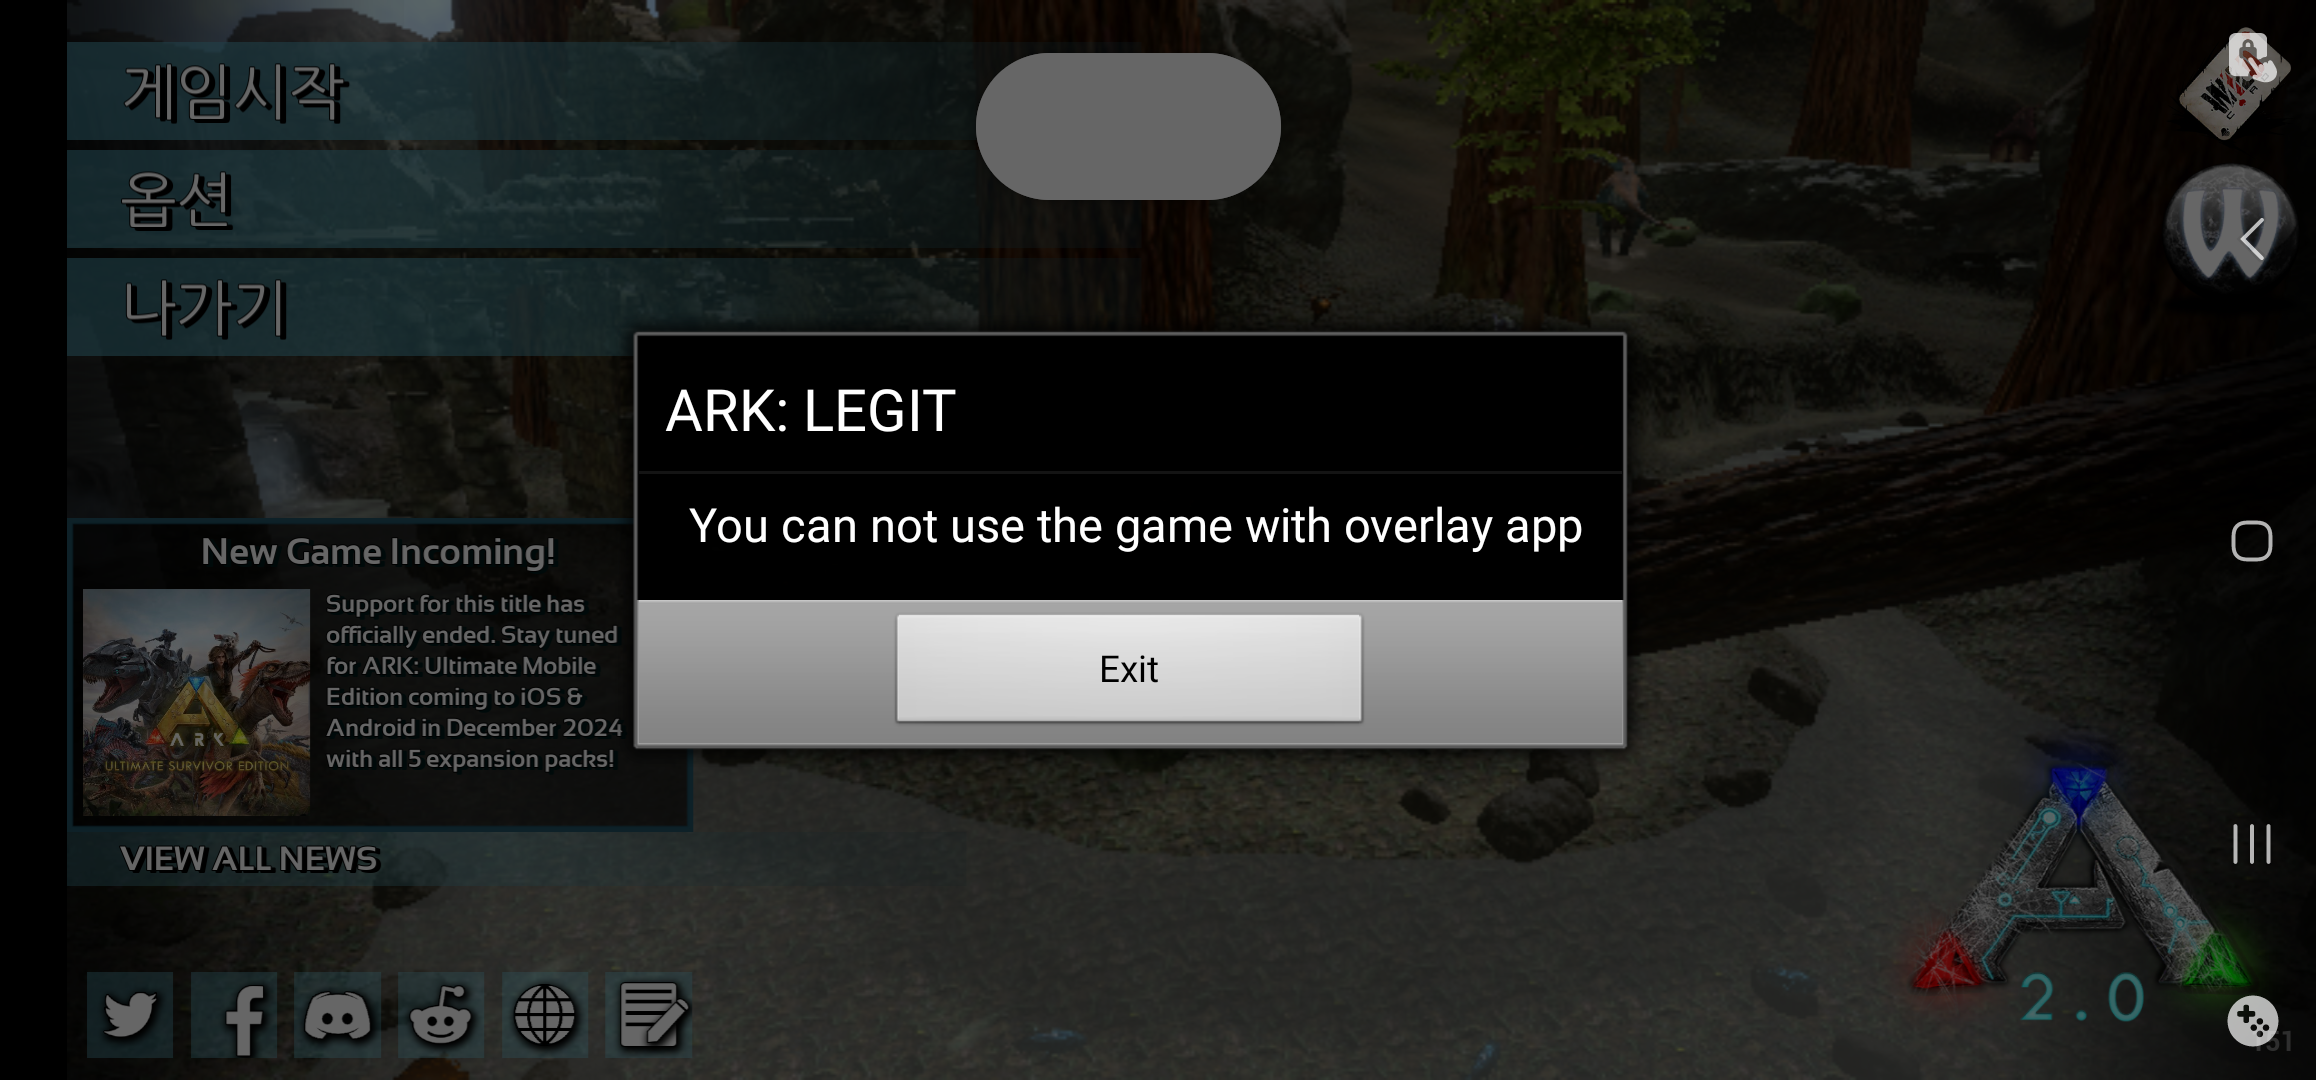 게임시작
옵션
나가기
ARK: LEGIT
You can not use the game with overlay app
Exit
New Game Incoming!
Support for this title has
officially ended. Stay tuned
for ARK: Ultimate Mobile
Edition coming to iOS &
Android in December 2024
with all 5 expansion packs!
ARK
ULTIMATE SURVIVOR EDITION
VIEW ALL NEWS
2.0